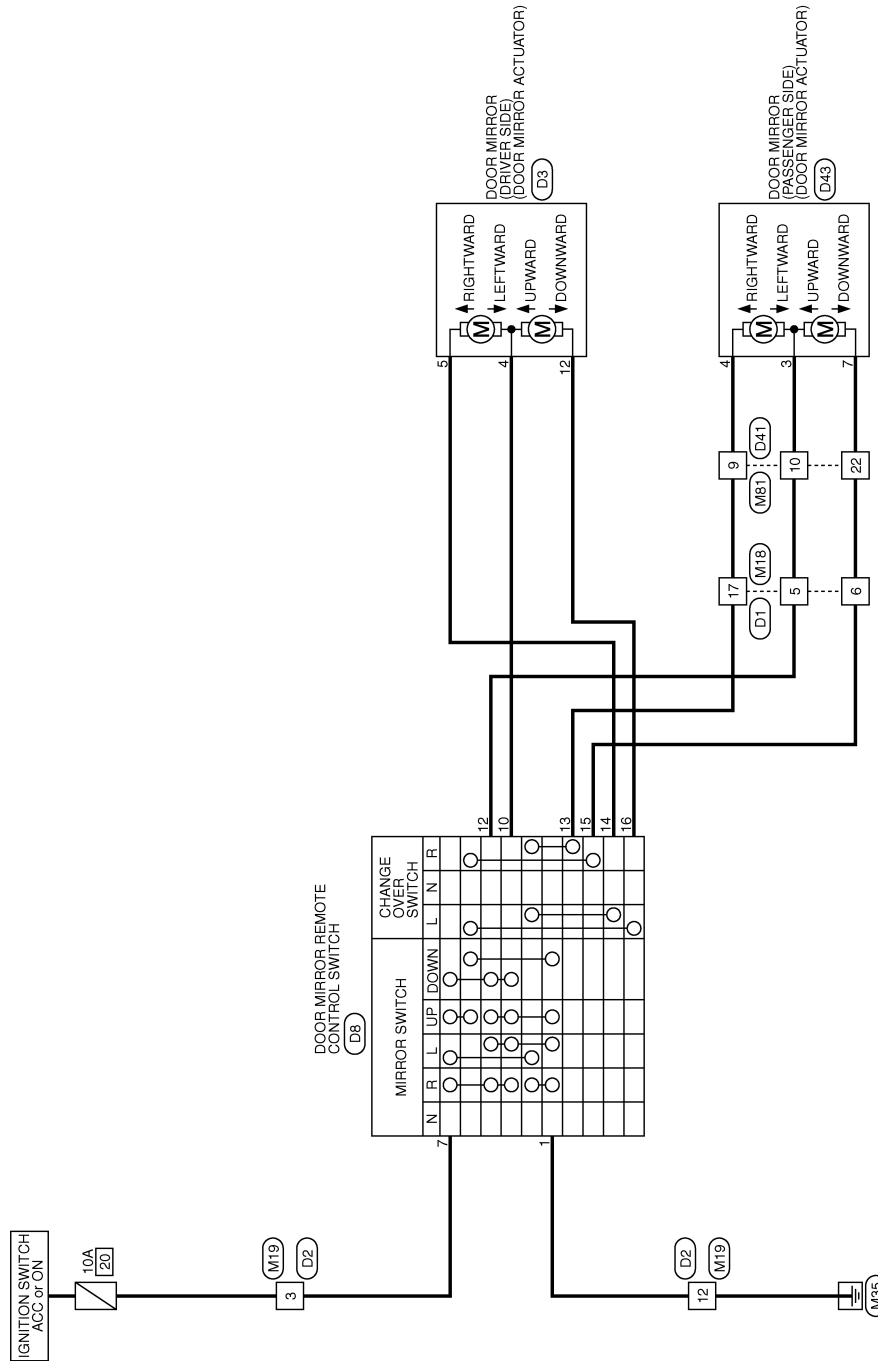 IGNITION SWITCH
ACC or ON
10A
20
M19
3
D2
D2
12
M19
M35
DOOR MIRROR REMOTE
CONTROL SWITCH
D8
MIRROR SWITCH
CHANGE
OVER
SWITCH
N
R
L
UP
DOWN
L
N
R
7
1
12
10
13
15
14
16
DOOR MIRROR
(DRIVER SIDE)
(DOOR MIRROR ACTUATOR)
D3
RIGHTWARD
LEFTWARD
UPWARD
DOWNWARD
M
M
5
4
12
DOOR MIRROR
(PASSENGER SIDE)
(DOOR MIRROR ACTUATOR)
D43
RIGHTWARD
LEFTWARD
UPWARD
DOWNWARD
M
M
4
3
7
9
D41
M81
10
22
17
M18
D1
5
6